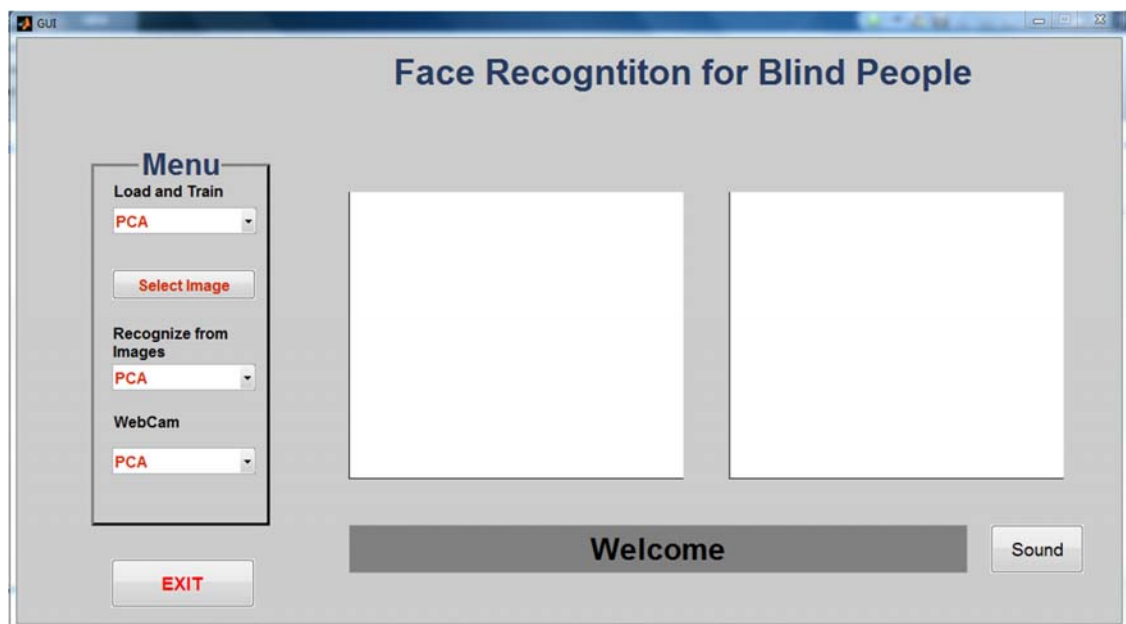 GUI
Face Recogntiton for Blind People
Menu
Load and Train
PCA
Select Image
Recognize from
Images
PCA
WebCam
PCA
EXIT
Welcome
Sound